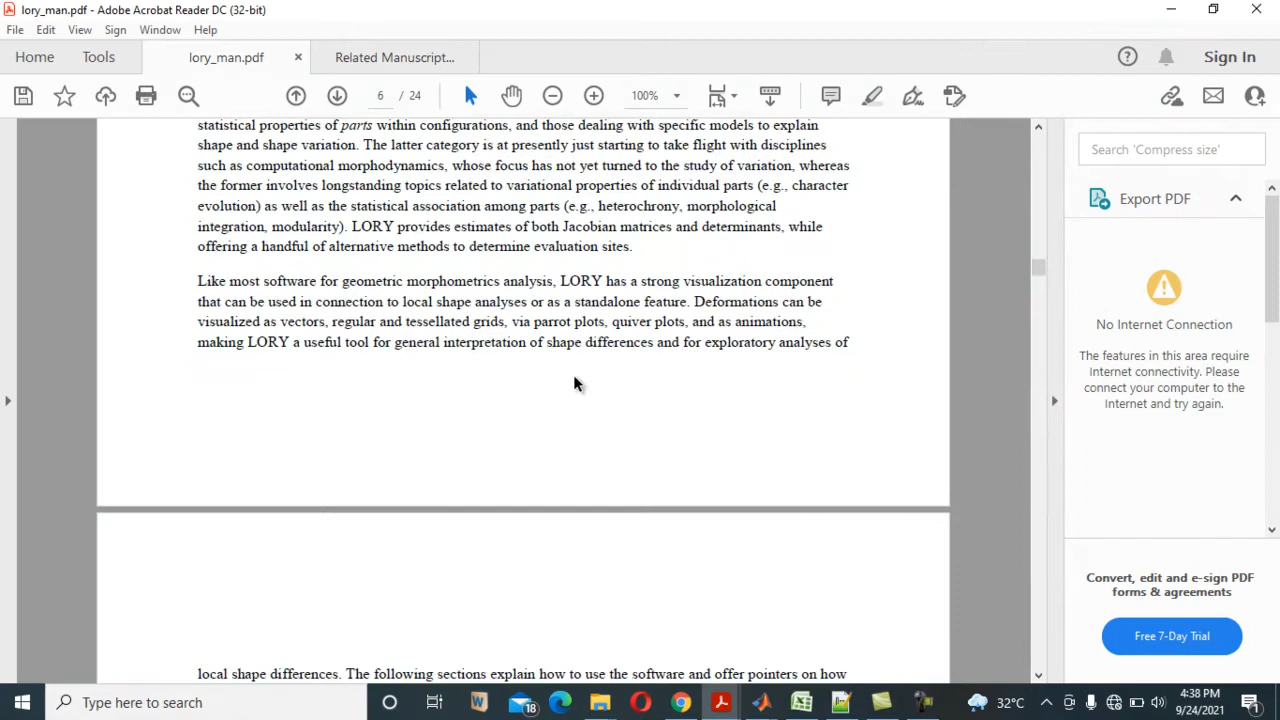 lory_man.pdf - Adobe Acrobat Reader DC (32-bit)
File Edit View Sign Window Help
Home Tools lory_man.pdf Related Manuscript... Sign In
6 / 24 100%
statistical properties of parts within configurations, and those dealing with specific models to explain
shape and shape variation. The latter category is at presently just starting to take flight with disciplines
such as computational morphodynamics, whose focus has not yet turned to the study of variation, whereas
the former involves longstanding topics related to variational properties of individual parts (e.g., character
evolution) as well as the statistical association among parts (e.g., heterochrony, morphological
integration, modularity). LORY provides estimates of both Jacobian matrices and determinants, while
offering a handful of alternative methods to determine evaluation sites.
Like most software for geometric morphometrics analysis, LORY has a strong visualization component
that can be used in connection to local shape analyses or as a standalone feature. Deformations can be
visualized as vectors, regular and tessellated grids, via parrot plots, quiver plots, and as animations,
making LORY a useful tool for general interpretation of shape differences and for exploratory analyses of
local shape differences. The following sections explain how to use the software and offer pointers on how
Search 'Compress size'
Export PDF
No Internet Connection
The features in this area require
Internet connectivity. Please
connect your computer to the
Internet and try again.
Convert, edit and e-sign PDF
forms & agreements
Free 7-Day Trial
Type here to search
18
32°C
4:38 PM
9/24/2021
1